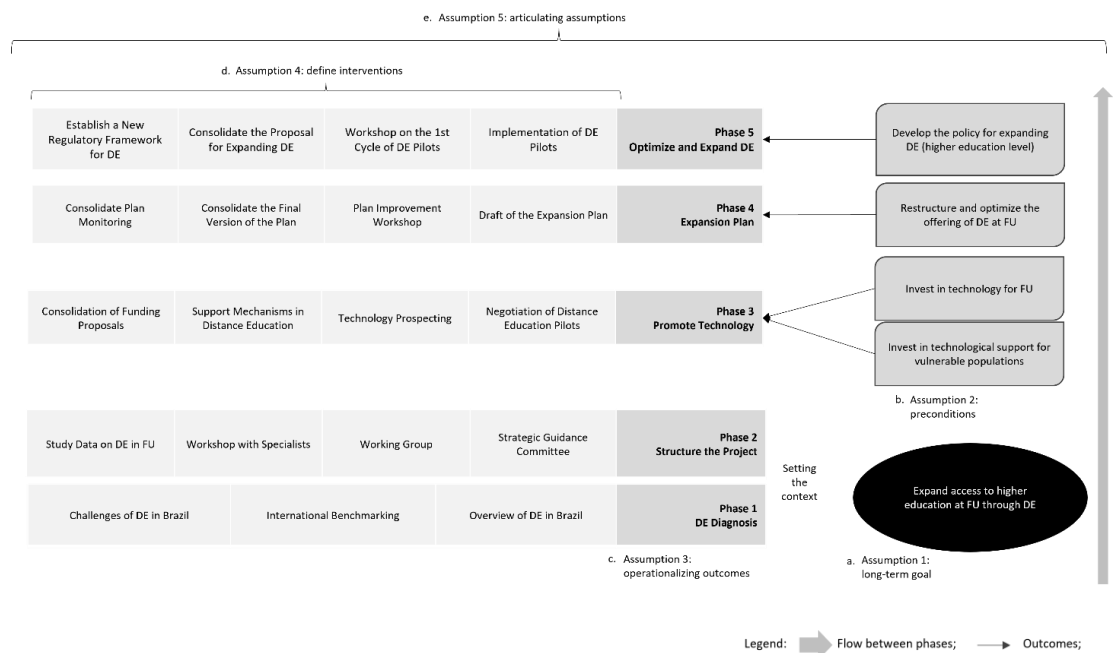 e. Assumption 5: articulating assumptions
d. Assumption 4: define interventions
Establish a New
Regulatory Framework
for DE
Consolidate the Proposal
for Expanding DE
Workshop on the 1st
Cycle of DE Pilots
Implementation of DE
Pilots
Phase 5
Optimize and Expand DE
Develop the policy for expanding
DE (higher education level)
Consolidate Plan
Monitoring
Consolidate the Final
Version of the Plan
Plan Improvement
Workshop
Draft of the Expansion Plan
Phase 4
Expansion Plan
Restructure and optimize the
offering of DE at FU
Consolidation of Funding
Proposals
Support Mechanisms in
Distance Education
Technology Prospecting
Negotiation of Distance
Education Pilots
Phase 3
Promote Technology
Invest in technology for FU
Invest in technological support for
vulnerable populations
b. Assumption 2:
preconditions
Study Data on DE in FU
Workshop with Specialists
Working Group
Strategic Guidance
Committee
Phase 2
Structure the Project
Setting
the
context
Expand access to higher
education at FU through DE
Challenges of DE in Brazil
International Benchmarking
Overview of DE in Brazil
Phase 1
DE Diagnosis
c. Assumption 3:
operationalizing outcomes
a. Assumption 1:
long-term goal
Legend: Flow between phases; Outcomes;